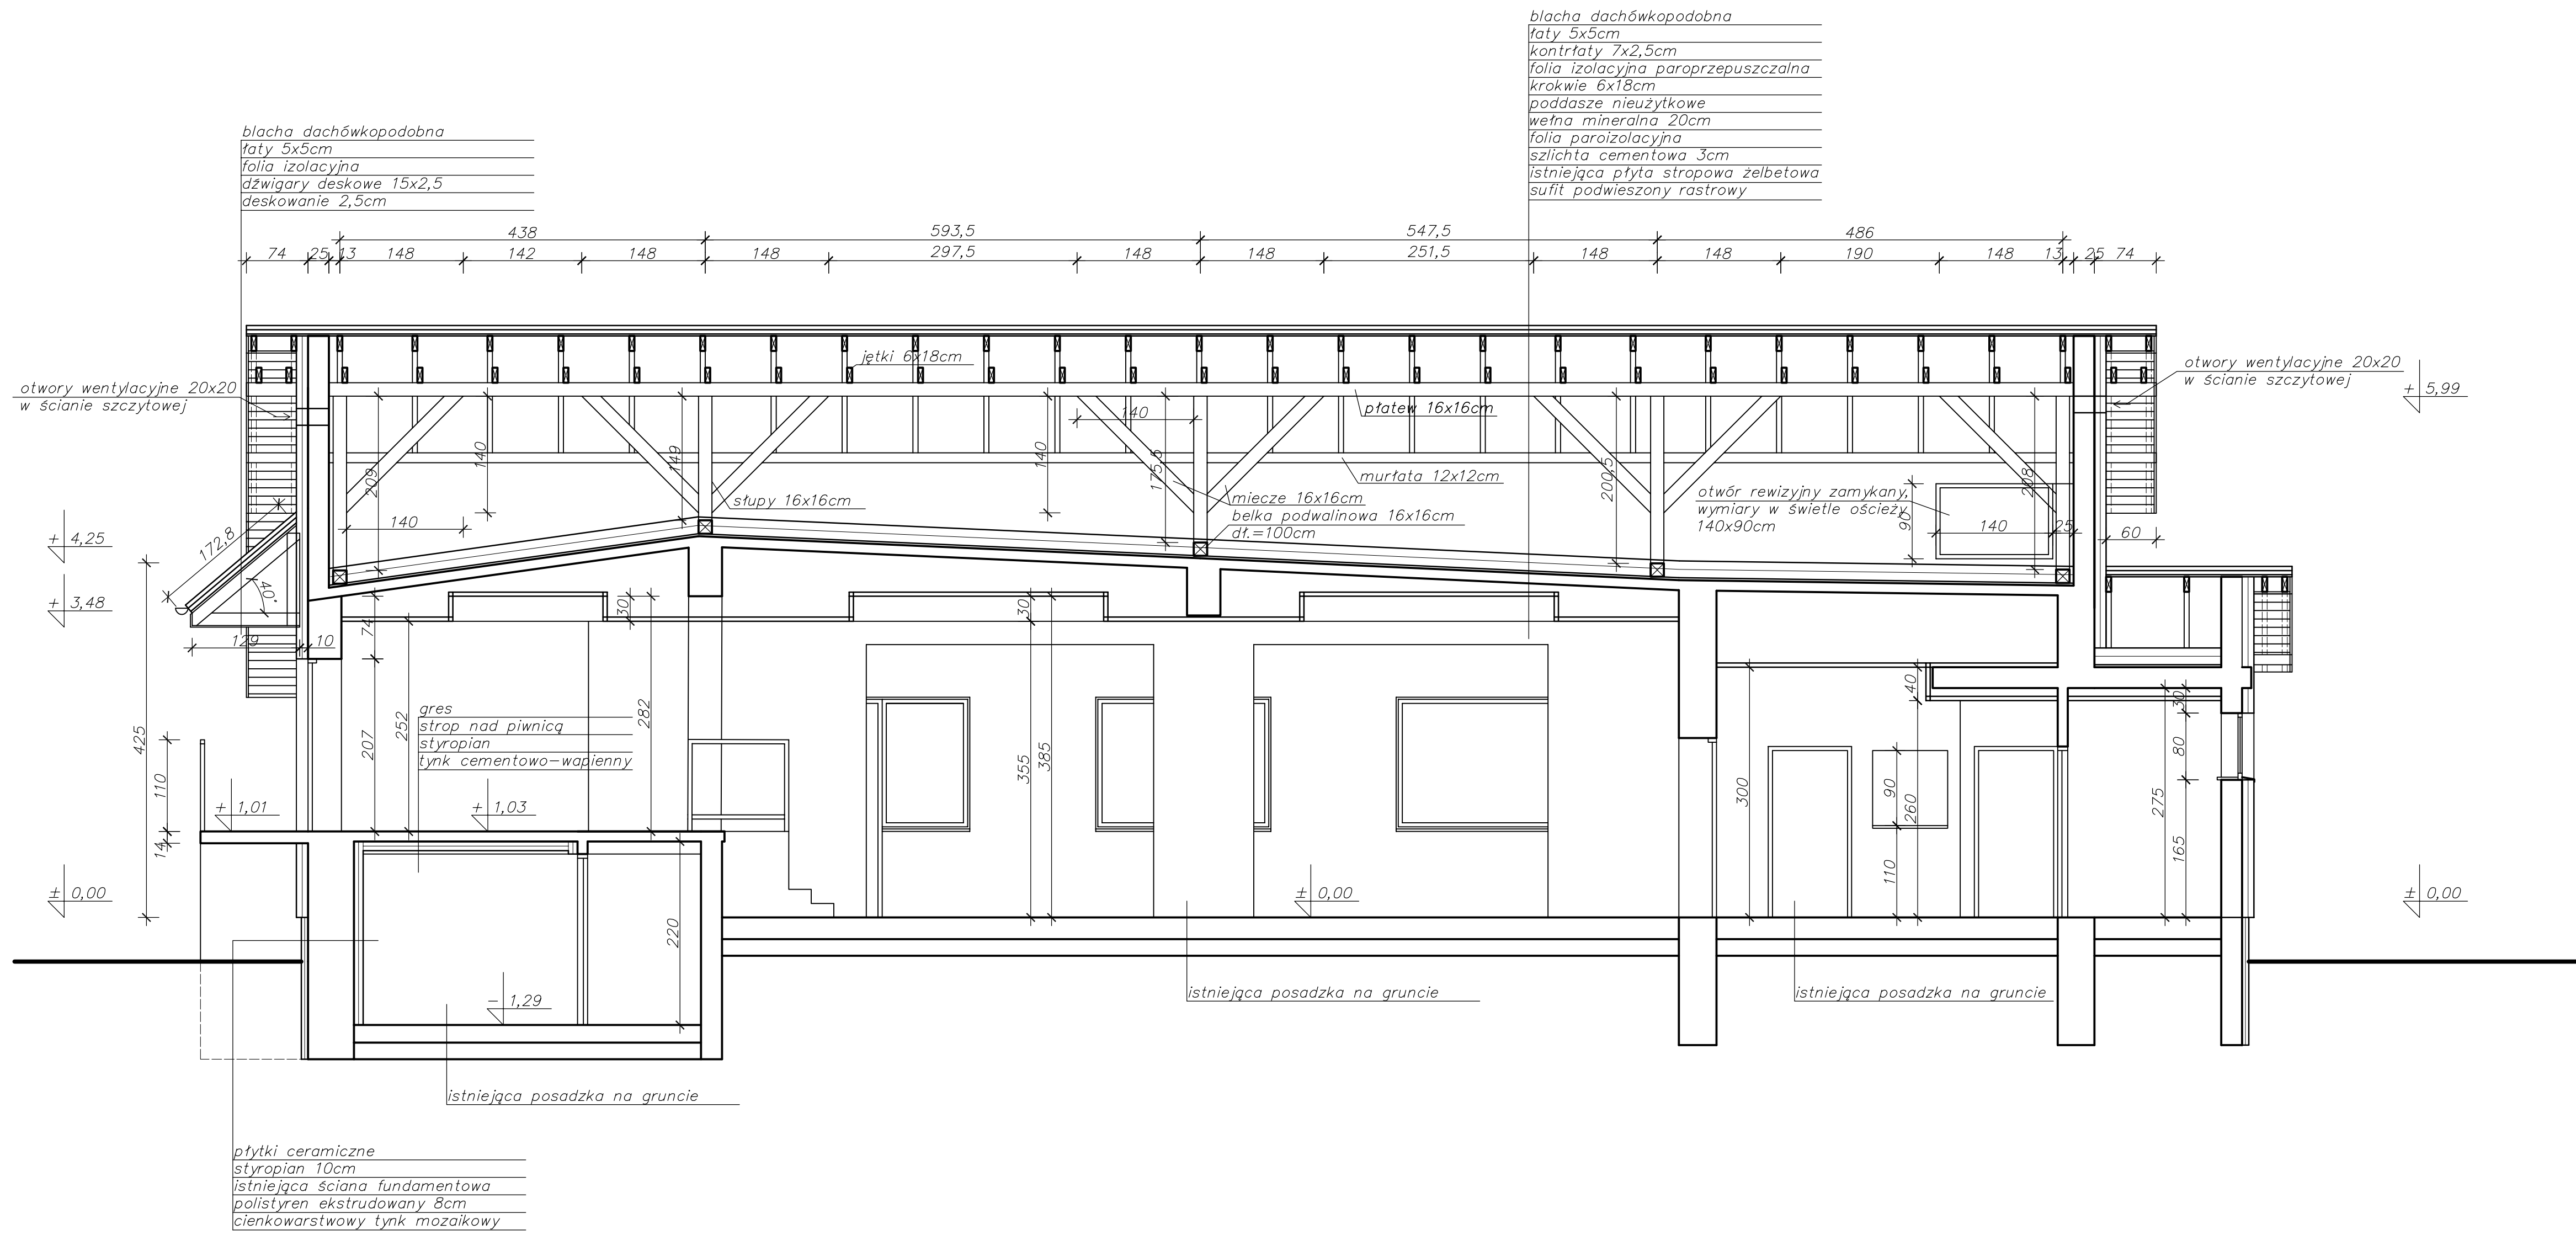 blacha dachówkopodobna
łaty 5x5cm
kontrłaty 7x2,5cm
folia izolacyjna paroprzepuszczalna
krokwie 6x18cm
poddasze nieużytkowe
wełna mineralna 20cm
folia paroizolacyjna
szlichta cementowa 3cm
istniejąca płyta stropowa żelbetowa
sufit podwieszony rastrowy
blacha dachówkopodobna
łaty 5x5cm
folia izolacyjna
dźwigary deskowe 15x2,5
deskowanie 2,5cm
438
593,5
547,5
486
74
25
13
148
142
148
148
297,5
148
148
251,5
148
148
190
148
13
25
74
jętki 6x18cm
otwory wentylacyjne 20x20
w ścianie szczytowej
otwory wentylacyjne 20x20
w ścianie szczytowej
+ 5,99
płatew 16x16cm
140
209
140
149
140
175,5
200,5
208
murłata 12x12cm
słupy 16x16cm
miecze 16x16cm
belka podwalinowa 16x16cm
dł.=100cm
otwór rewizyjny zamykany,
wymiary w świetle ościeży
140x90cm
90
140
25
60
140
172,8
40°
+ 4,25
+ 3,48
129
10
74
30
30
425
207
252
282
355
385
300
40
260
90
110
30
80
275
165
gres
strop nad piwnicą
styropian
tynk cementowo-wapienny
110
14
+ 1,01
+ 1,03
± 0,00
± 0,00
± 0,00
220
- 1,29
istniejąca posadzka na gruncie
istniejąca posadzka na gruncie
istniejąca posadzka na gruncie
płytki ceramiczne
styropian 10cm
istniejąca ściana fundamentowa
polistyren ekstrudowany 8cm
cienkowarstwowy tynk mozaikowy